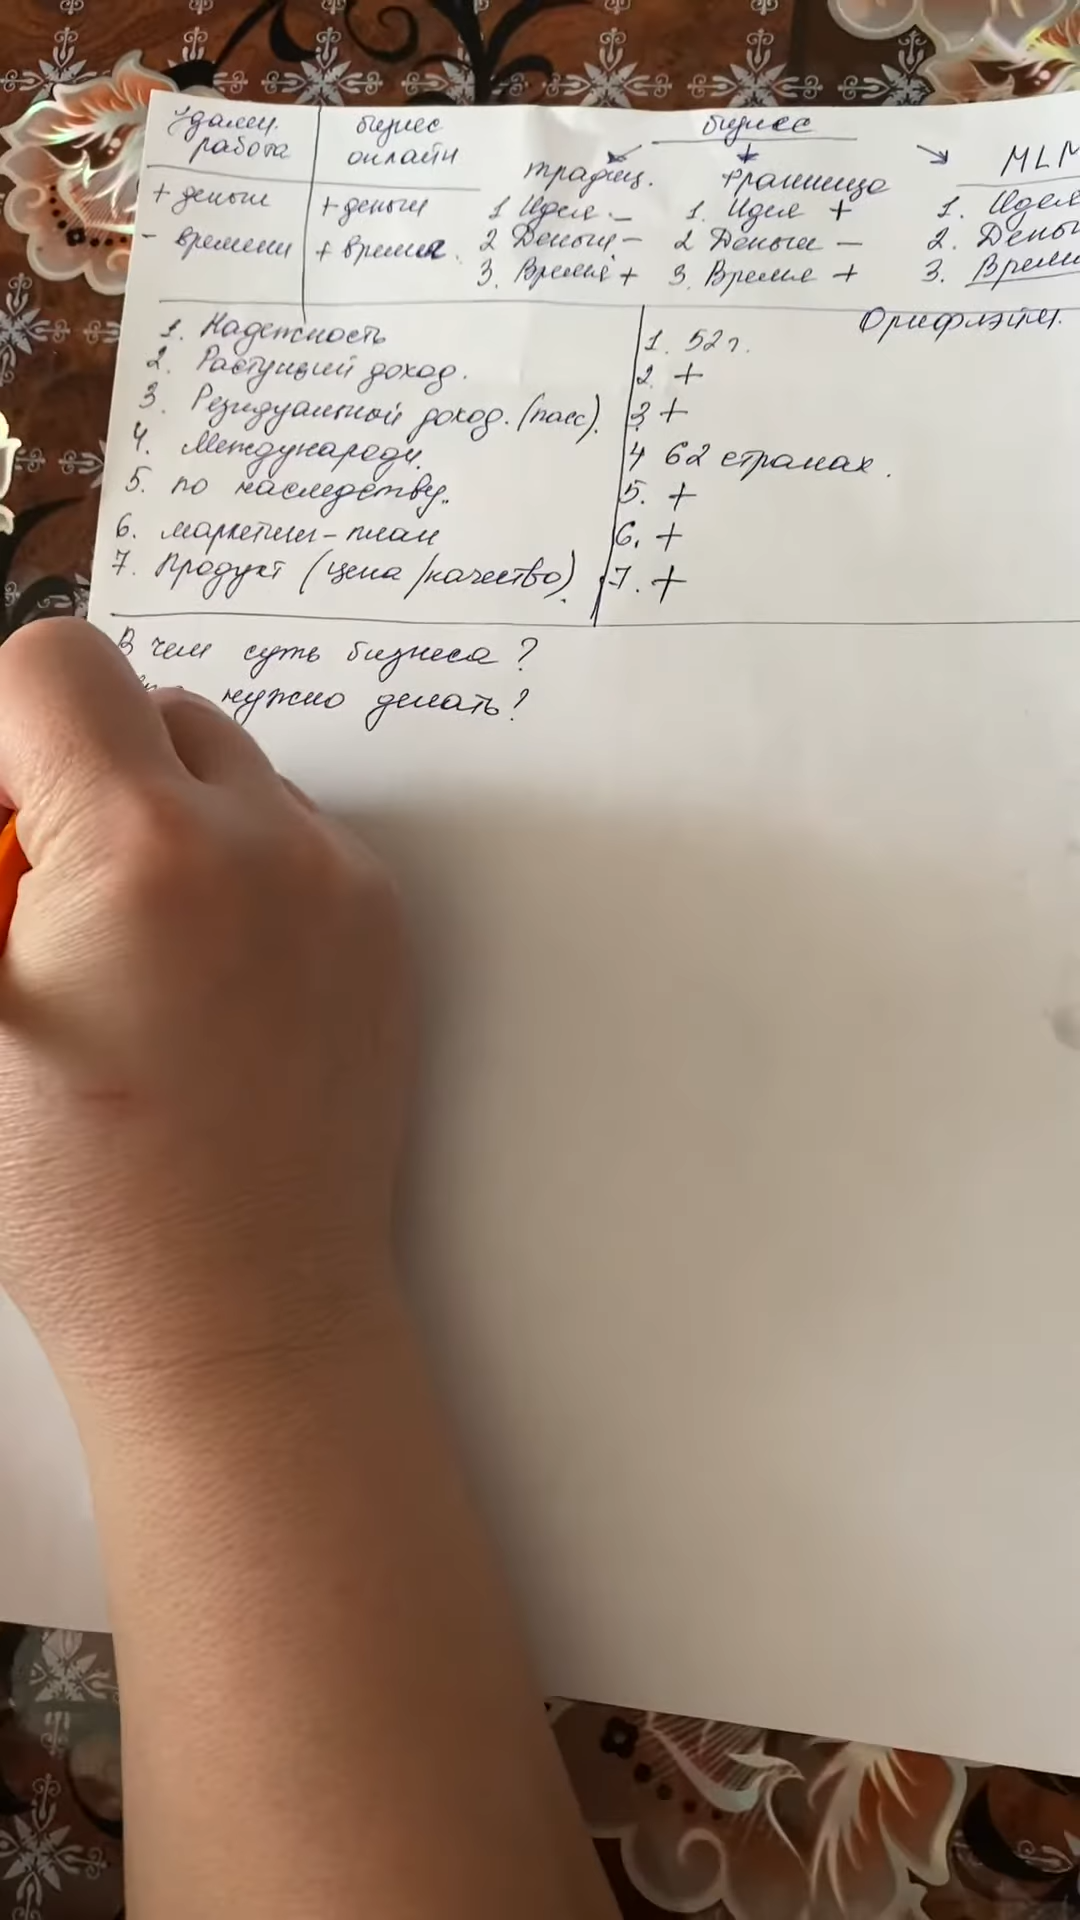 Удален. работа
+ деньги
- времени
бизнес онлайн
+ деньги
+ время.
бизнес
традиц.
1 Идея -
2 Деньги -
3. Время +
Франшиза
1. Идея +
2 Деньги -
3. Время +
MLM
1. Идея
2. Деньг
3. Время
1. Надежность
2. Растущий доход.
3. Резидуальный доход. (пасс).
4. Международн.
5. по наследству.
6. маркетинг-план
7. Продукт (цена/качество).
Орифлэйм.
1. 52 г.
2. +
3 +
4 62 странах.
5. +
6. +
7. +
В чем суть бизнеса?
нужно делать?